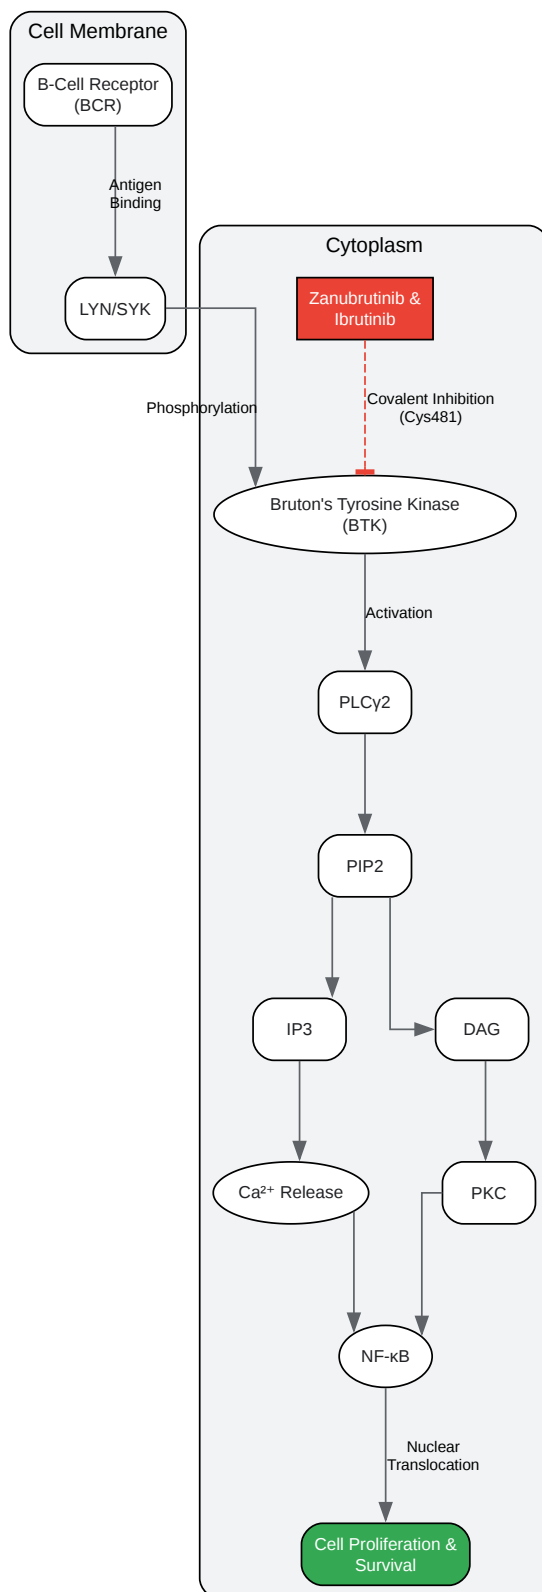 Cell Membrane
B-Cell Receptor
(BCR)
Antigen
Binding
LYN/SYK
Cytoplasm
Zanubrutinib &
Ibrutinib
Phosphorylation
Covalent Inhibition
(Cys481)
Bruton's Tyrosine Kinase
(BTK)
Activation
PLCγ2
PIP2
IP3
DAG
Ca²⁺ Release
PKC
NF-κB
Nuclear
Translocation
Cell Proliferation &
Survival